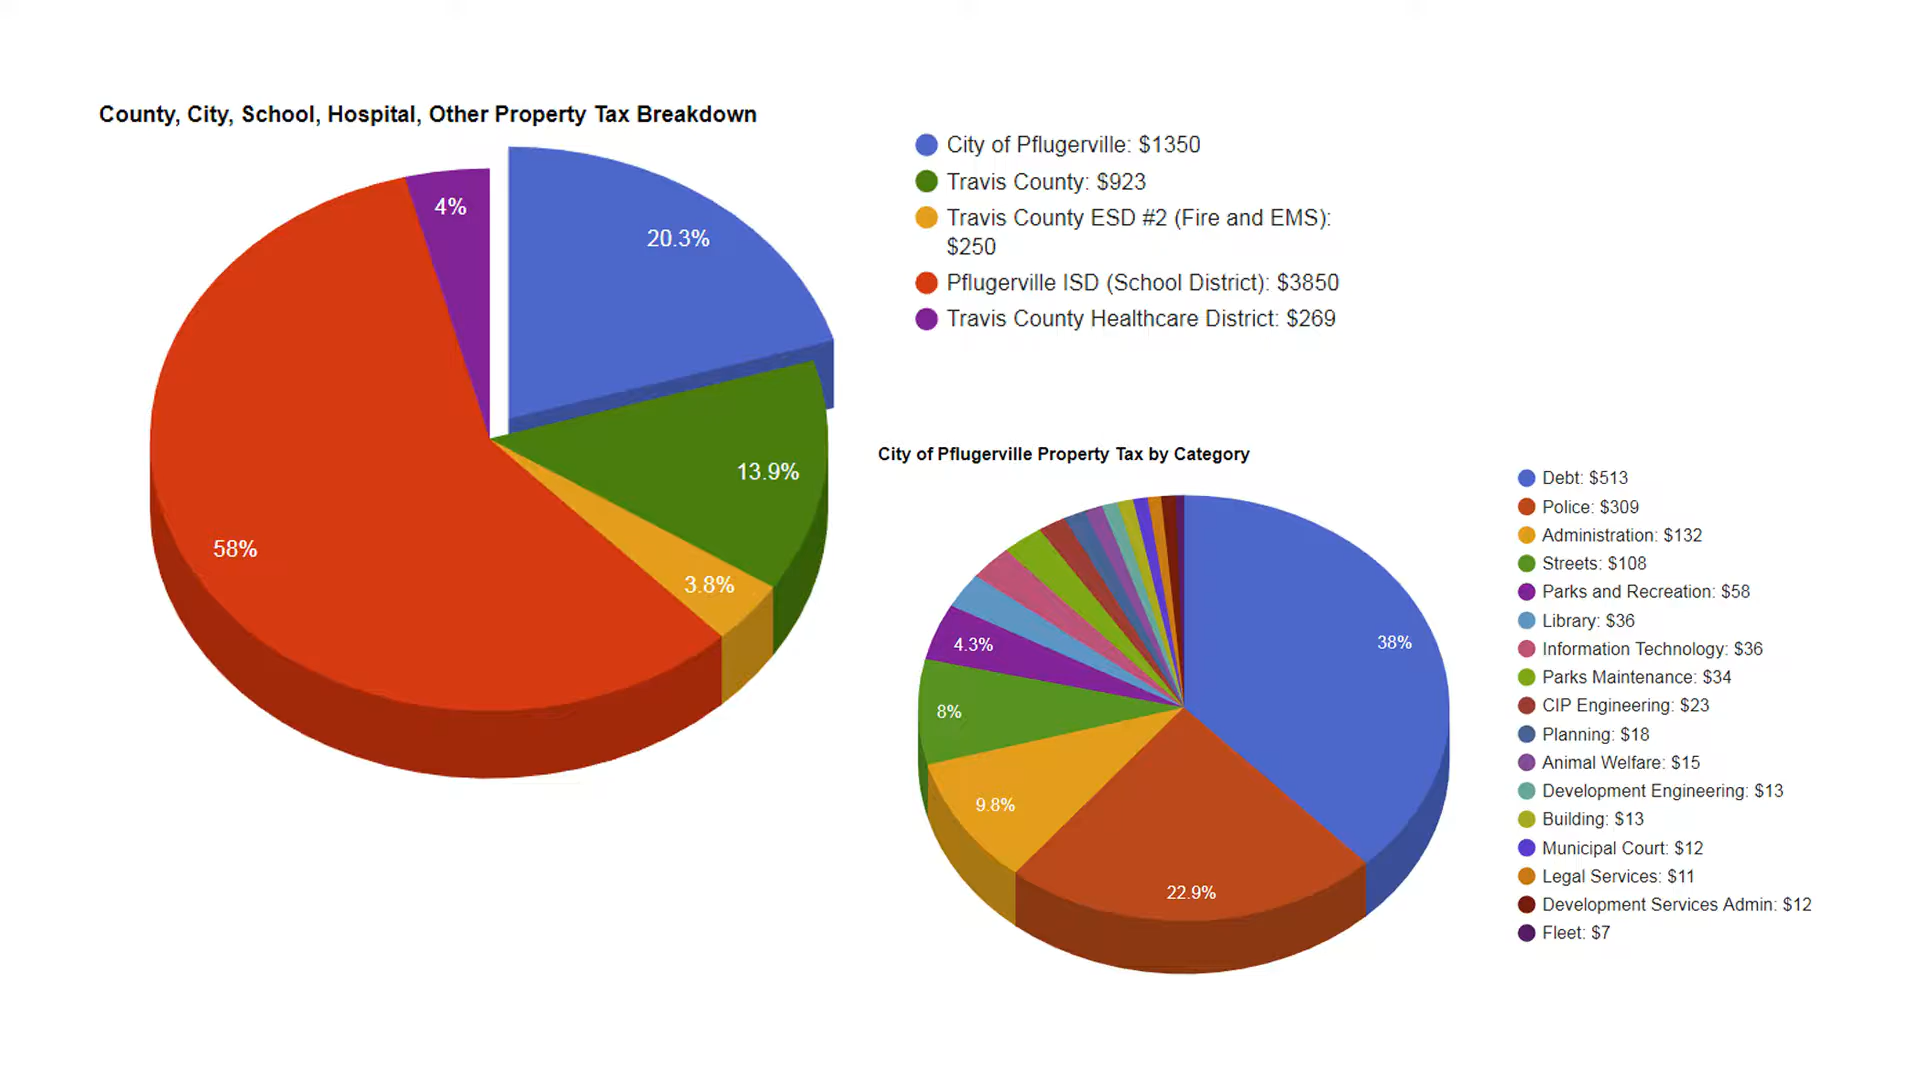 County, City, School, Hospital, Other Property Tax Breakdown
4%
20.3%
13.9%
58%
3.8%
City of Pflugerville: $1350
Travis County: $923
Travis County ESD #2 (Fire and EMS):
$250
Pflugerville ISD (School District): $3850
Travis County Healthcare District: $269
City of Pflugerville Property Tax by Category
38%
4.3%
8%
9.8%
22.9%
Debt: $513
Police: $309
Administration: $132
Streets: $108
Parks and Recreation: $58
Library: $36
Information Technology: $36
Parks Maintenance: $34
CIP Engineering: $23
Planning: $18
Animal Welfare: $15
Development Engineering: $13
Building: $13
Municipal Court: $12
Legal Services: $11
Development Services Admin: $12
Fleet: $7